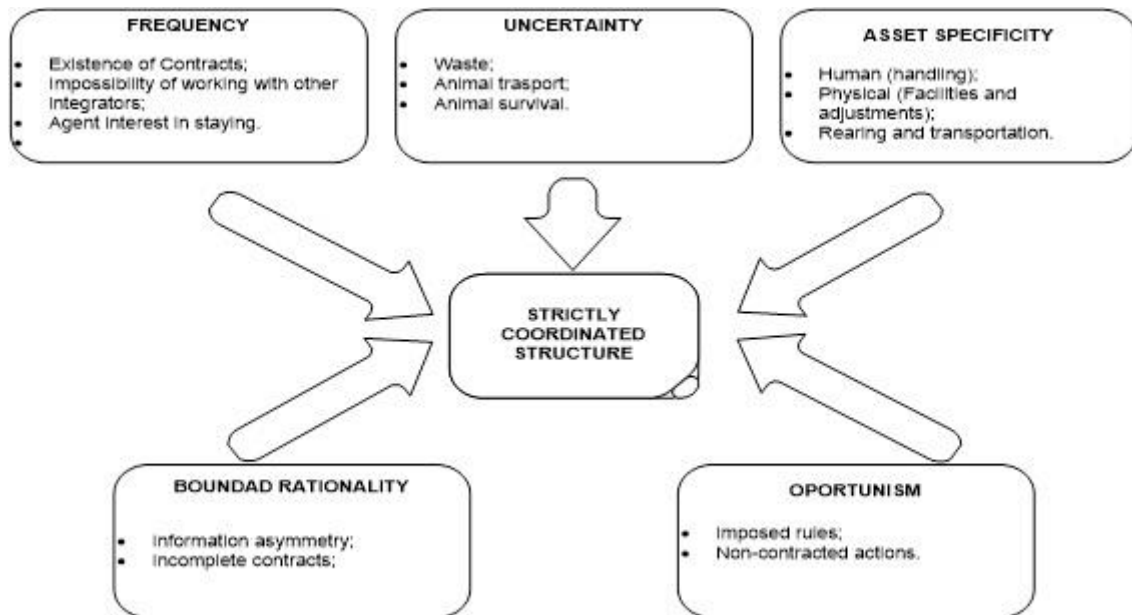 FREQUENCY
• Existence of Contracts;
• Impossibility of working with other
Integrators;
• Agent Interest in staying.
•
UNCERTAINTY
• Waste;
• Animal trasport;
• Animal survival.
ASSET SPECIFICITY
• Human (handling);
• Physical (Facilities and
adjustments);
• Rearing and transportation.
STRICTLY
COORDINATED
STRUCTURE
BOUNDAD RATIONALITY
• Information asymmetry;
• Incomplete contracts;
OPORTUNISM
• Imposed rules;
• Non-contracted actions.